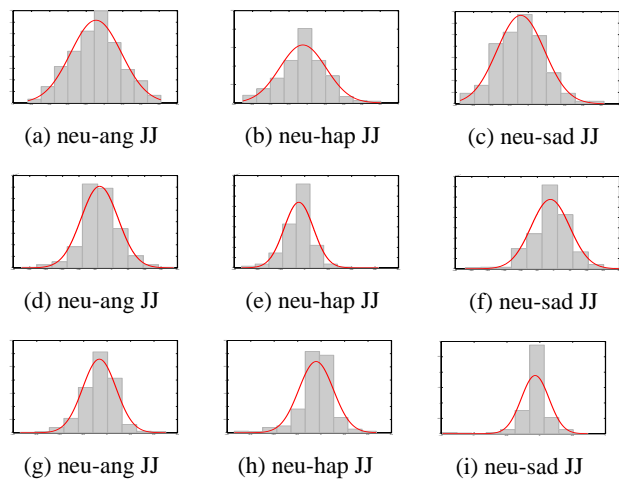 (a) neu-ang JJ
(b) neu-hap JJ
(c) neu-sad JJ
(d) neu-ang JJ
(e) neu-hap JJ
(f) neu-sad JJ
(g) neu-ang JJ
(h) neu-hap JJ
(i) neu-sad JJ